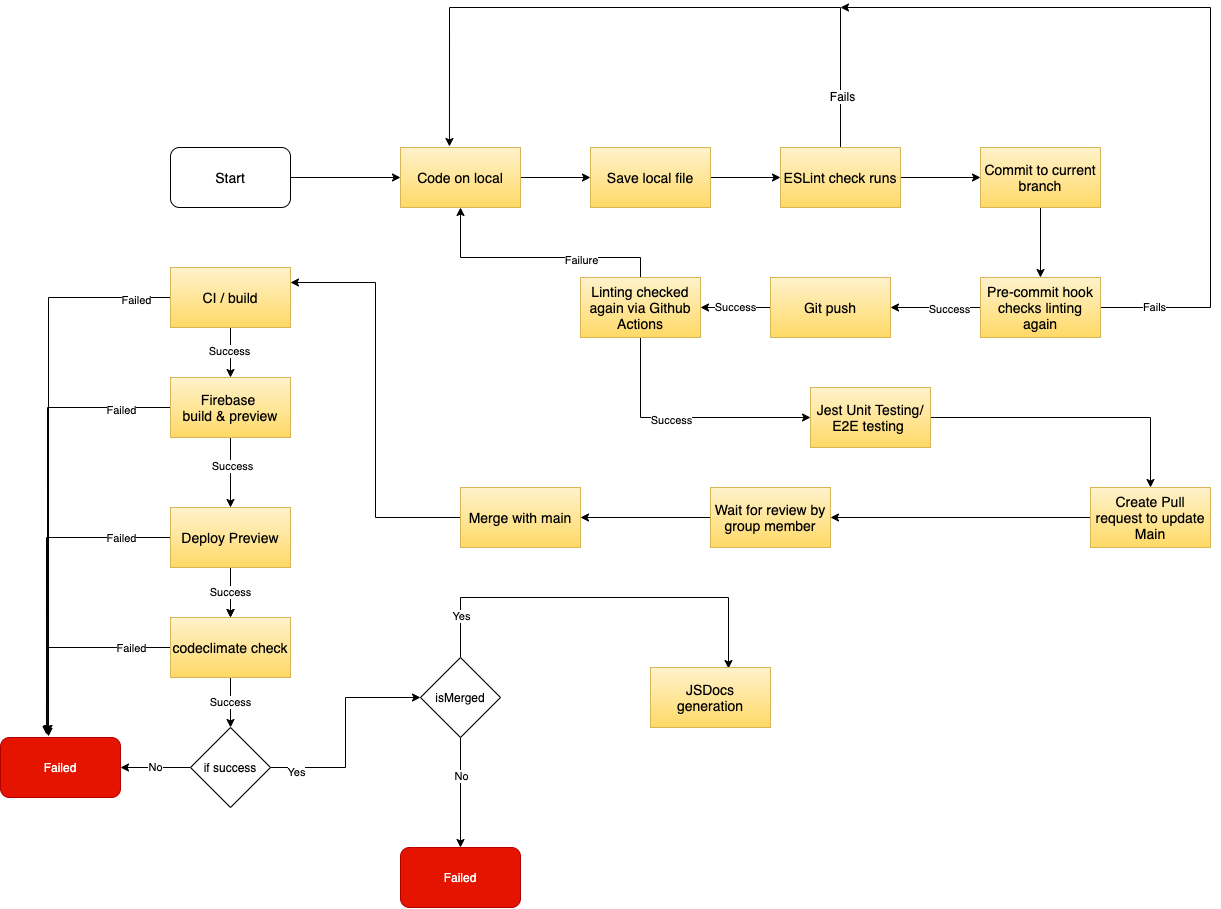 Fails
Start
Code on local
Save local file
ESLint check runs
Commit to current
branch
Failure
CI / build
Failed
Linting checked
again via Github
Actions
Success
Git push
Success
Pre-commit hook
checks linting
again
Fails
Success
Firebase
build & preview
Failed
Success
Jest Unit Testing/
E2E testing
Success
Merge with main
Wait for review by
group member
Create Pull
request to update
Main
Deploy Preview
Failed
Success
codeclimate check
Failed
Success
Yes
isMerged
JSDocs
generation
Failed
No
if success
Yes
No
Failed